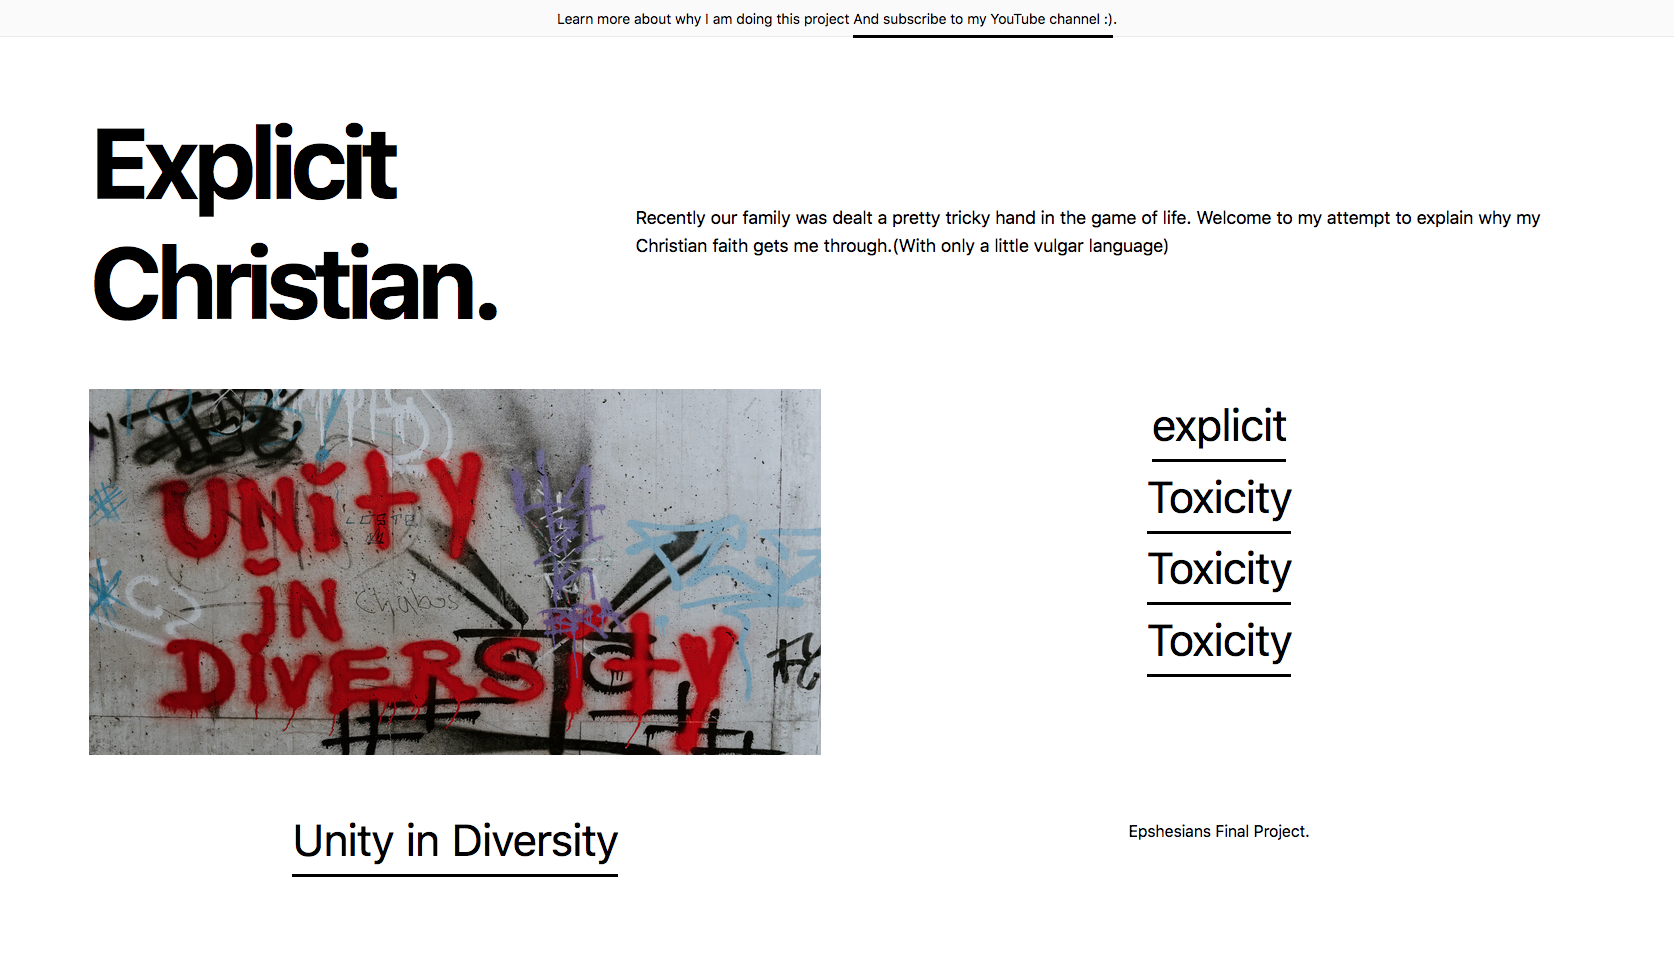 Learn more about why I am doing this project And subscribe to my YouTube channel :).
Explicit
Christian.
Recently our family was dealt a pretty tricky hand in the game of life. Welcome to my attempt to explain why my
Christian faith gets me through.(With only a little vulgar language)
UNity
iN
DiVERSity
Chabos
explicit
Toxicity
Toxicity
Toxicity
Unity in Diversity
Epshesians Final Project.